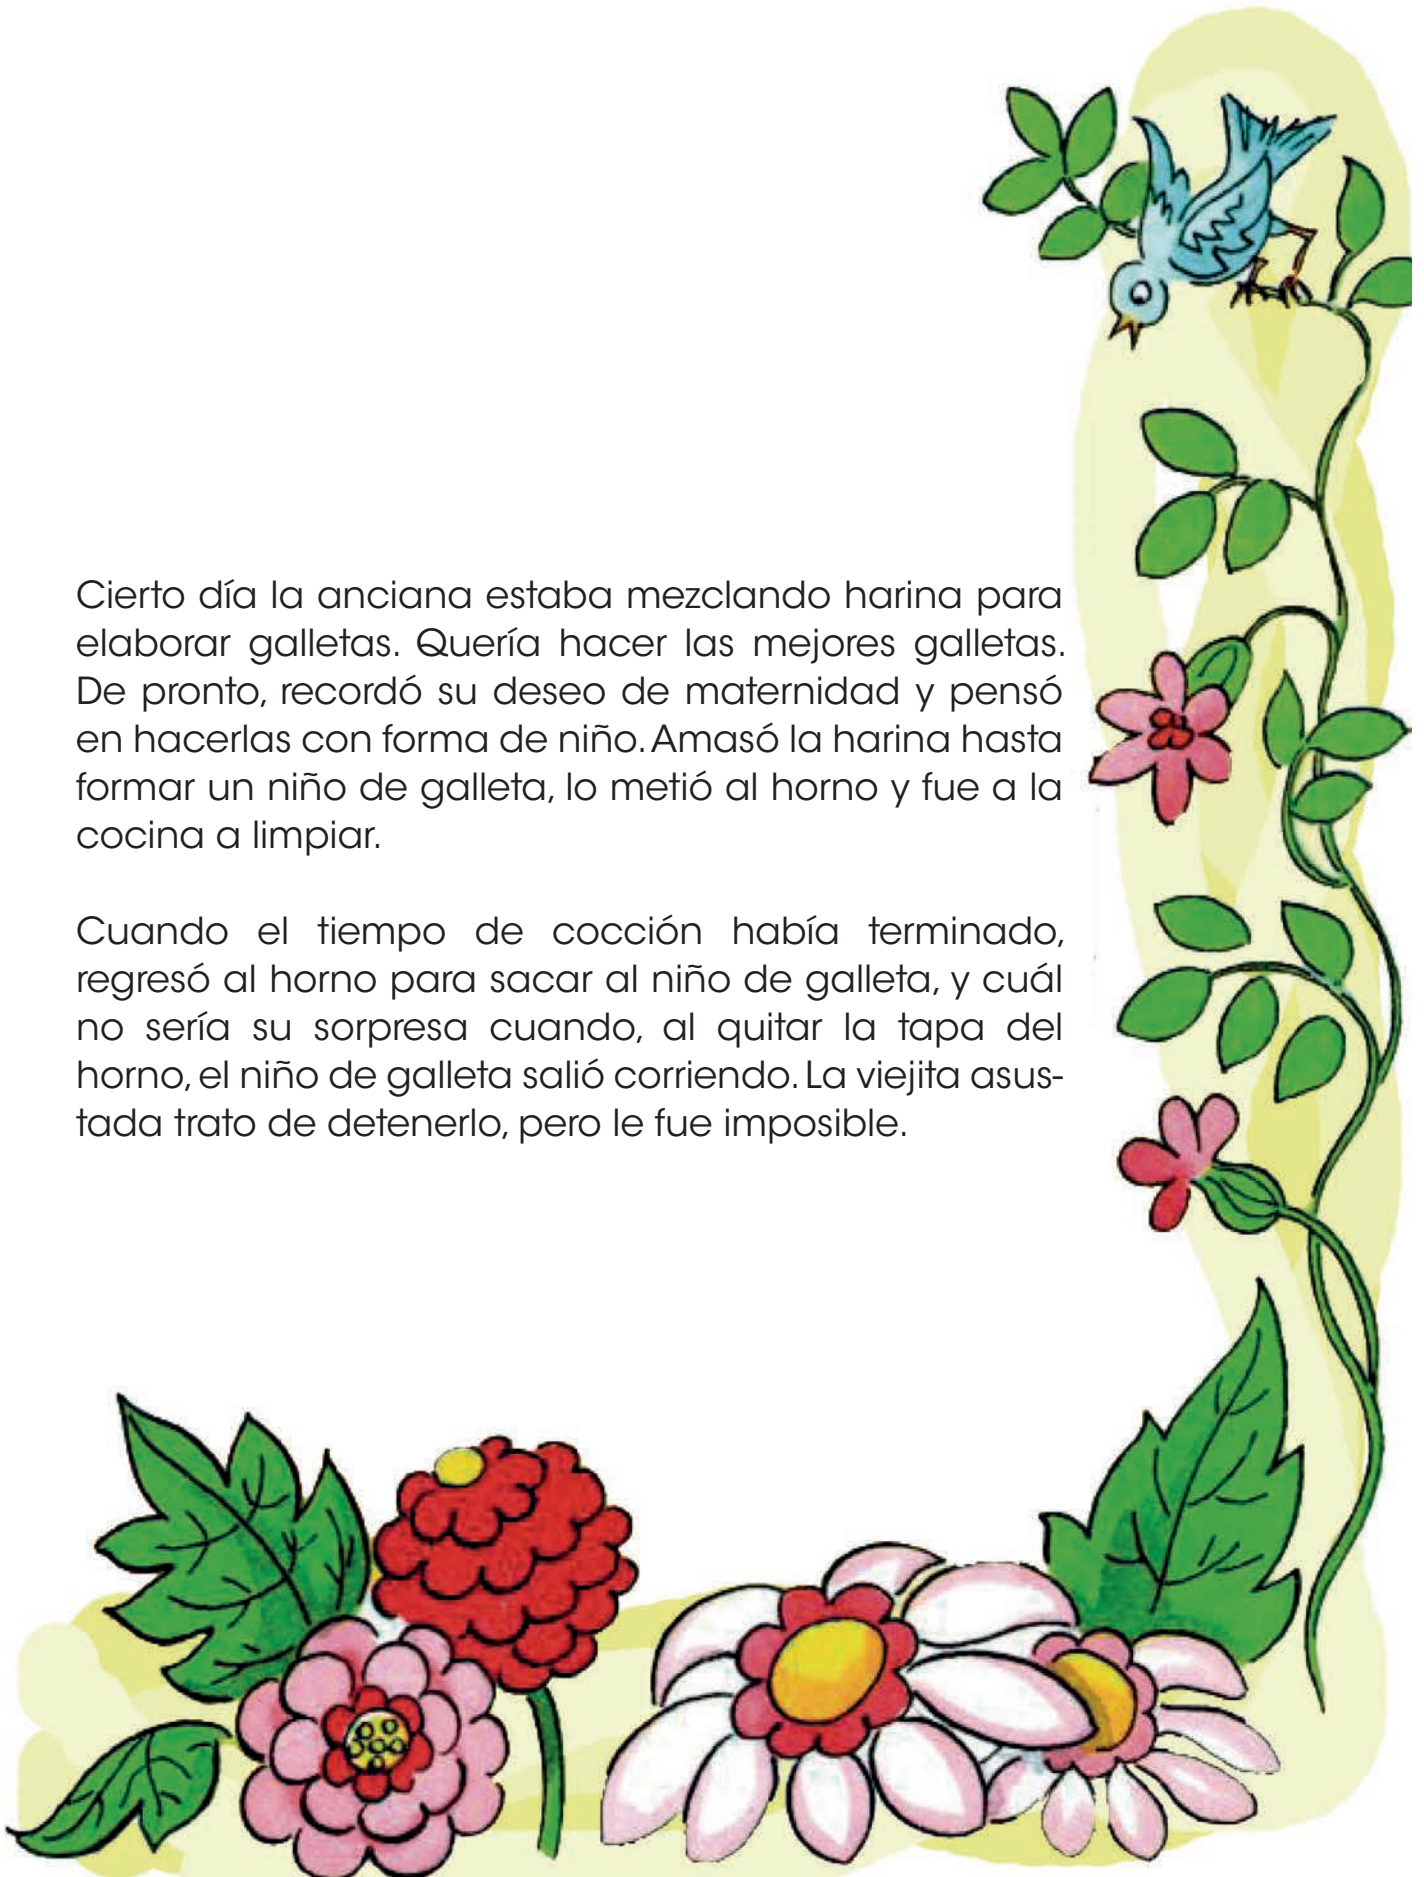 Cierto día la anciana estaba mezclando harina para
elaborar galletas. Quería hacer las mejores galletas.
De pronto, recordó su deseo de maternidad y pensó
en hacerlas con forma de niño. Amasó la harina hasta
formar un niño de galleta, lo metió al horno y fue a la
cocina a limpiar.
Cuando el tiempo de cocción había terminado,
regresó al horno para sacar al niño de galleta, y cuál
no sería su sorpresa cuando, al quitar la tapa del
horno, el niño de galleta salió corriendo. La viejita asus-
tada trato de detenerlo, pero le fue imposible.